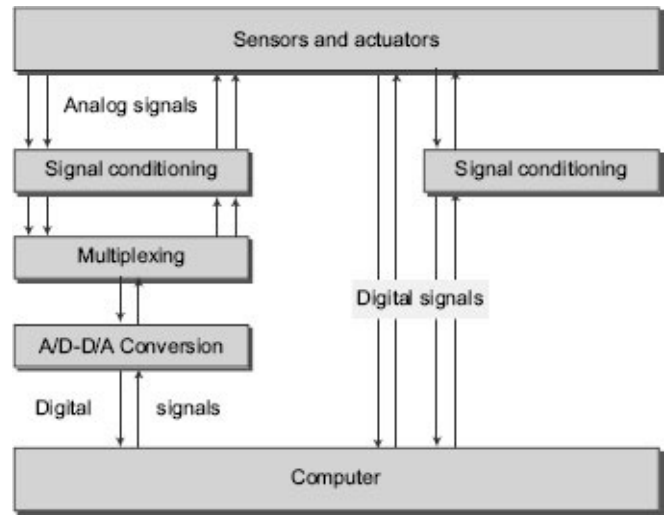 Sensors and actuators
Analog signals
Signal conditioning
Signal conditioning
Multiplexing
Digital signals
A/D-D/A Conversion
Digital signals
Computer